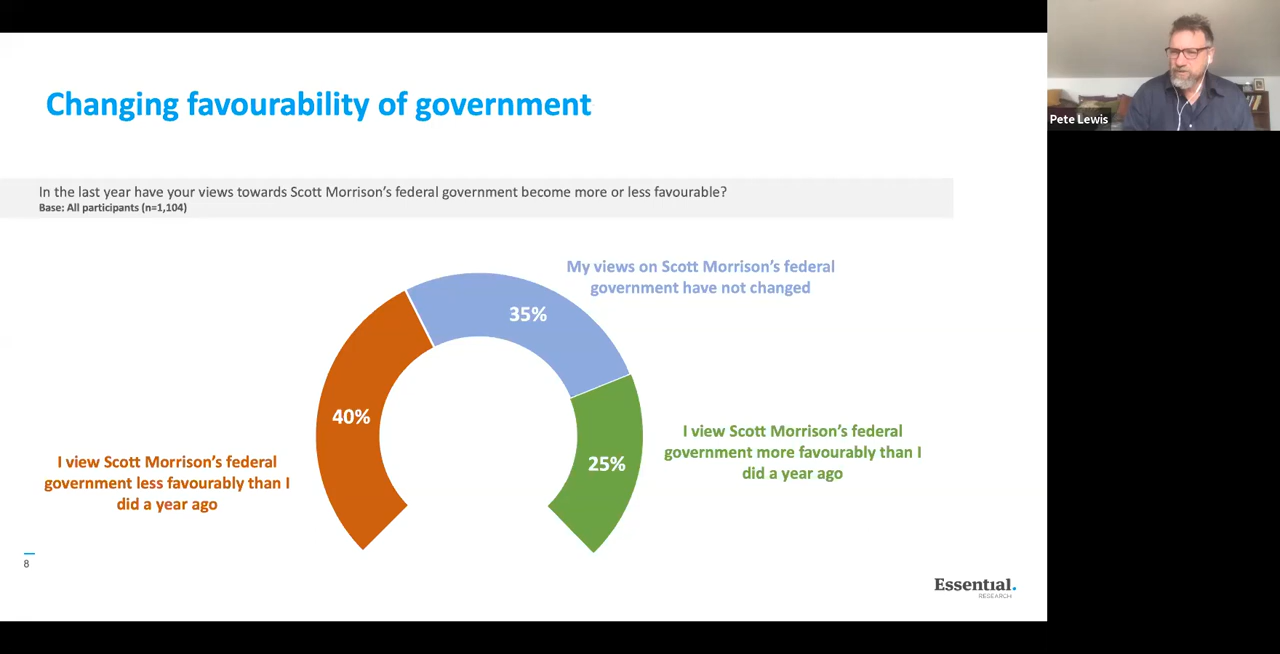 Changing favourability of government
Pete Lewis
In the last year have your views towards Scott Morrison’s federal government become more or less favourable?
Base: All participants (n=1,104)
My views on Scott Morrison’s federal
government have not changed
35%
40%
I view Scott Morrison’s federal
government more favourably than I
did a year ago
25%
I view Scott Morrison’s federal
government less favourably than I
did a year ago
8
Essential.
RESEARCH